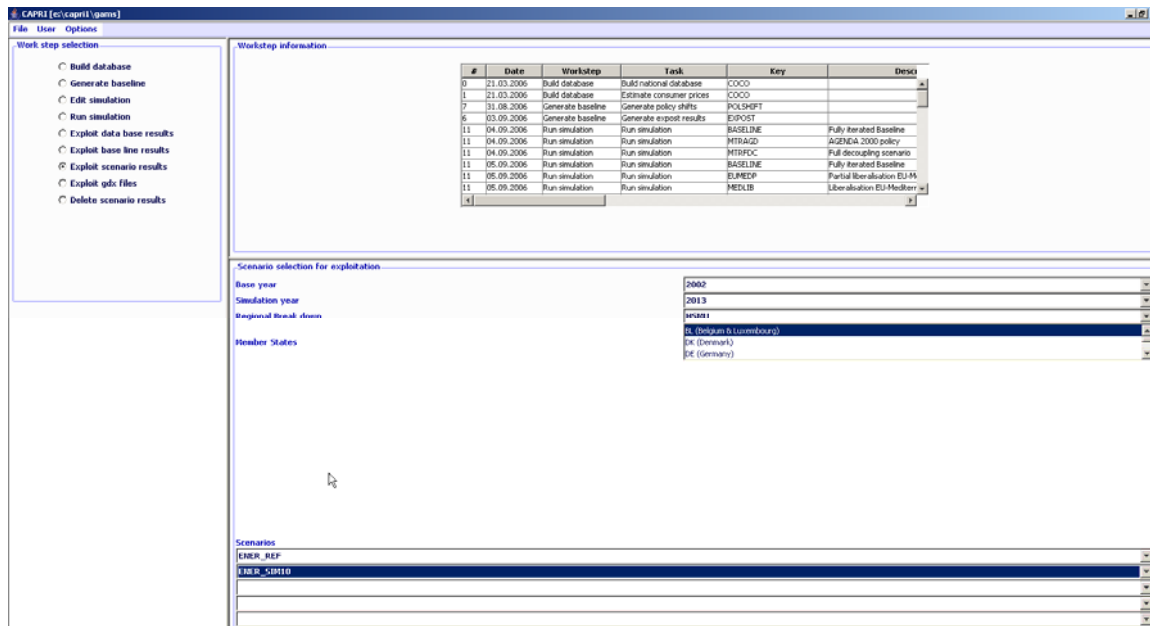 CAPRI [e:\capri1\gams]
File User Options
Work step selection
Build database
Generate baseline
Edit simulation
Run simulation
Exploit data base results
Exploit base line results
Exploit scenario results
Exploit gdx files
Delete scenario results
Workstep information
# Date Workstep Task Key Descr
0 21.03.2006 Build database Build national database COCO
1 21.03.2006 Build database Estimate consumer prices COCO
7 31.08.2006 Generate baseline Generate policy shifts POLSHIFT
6 03.09.2006 Generate baseline Generate expost results EXPOST
11 04.09.2006 Run simulation Run simulation BASELINE Fully iterated Baseline
11 04.09.2006 Run simulation Run simulation MTRAGD AGENDA 2000 policy
11 04.09.2006 Run simulation Run simulation MTRFDC Full decoupling scenario
11 05.09.2006 Run simulation Run simulation BASELINE Fully iterated Baseline
11 05.09.2006 Run simulation Run simulation EUMEDP Partial liberalisation EU-M
11 05.09.2006 Run simulation Run simulation MEDLIB Liberalisation EU-Mediterr
Scenario selection for exploitation
Base year 2002
Simulation year 2013
Regional Break down HSMU
Member States
BL (Belgium & Luxembourg)
DK (Denmark)
DE (Germany)
Scenarios
ENER_REF
ENER_SIM10